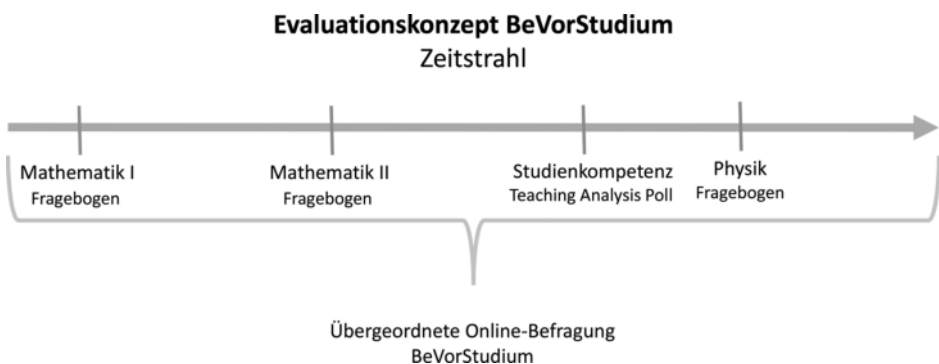 Evaluationskonzept BeVorStudium
Zeitstrahl
Mathematik I
Fragebogen
Mathematik II
Fragebogen
Studienkompetenz
Teaching Analysis Poll
Physik
Fragebogen
Übergeordnete Online-Befragung
BeVorStudium